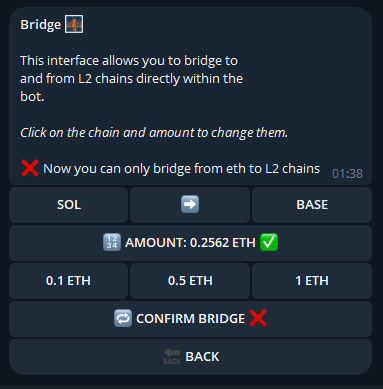 Bridge
This interface allows you to bridge to
and from L2 chains directly within the
bot.
Click on the chain and amount to change them.
❌ Now you can only bridge from eth to L2 chains 01:38
SOL ➡️ BASE
🔢 AMOUNT: 0.2562 ETH ✅
0.1 ETH 0.5 ETH 1 ETH
🔁 CONFIRM BRIDGE ❌
🔙 BACK